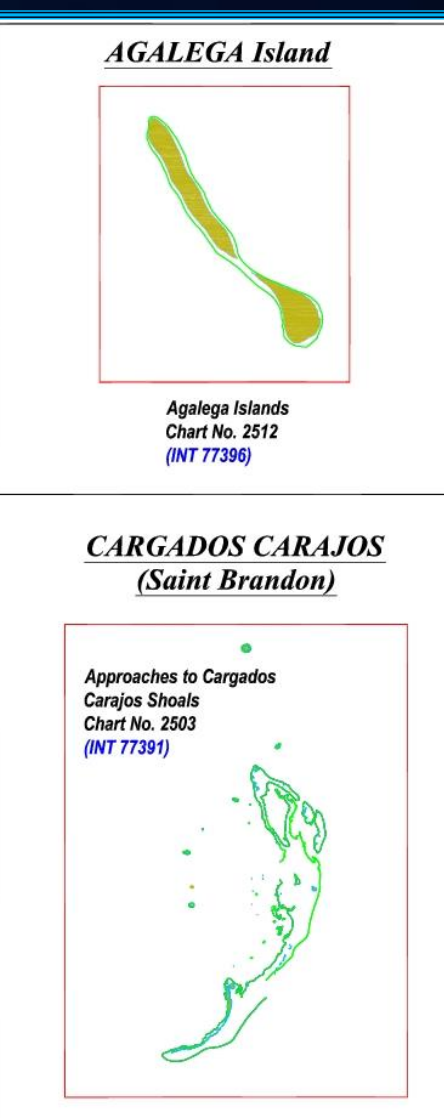 AGALEGA Island
Agalega Islands
Chart No. 2512
(INT 77396)
CARGADOS CARAJOS
(Saint Brandon)
Approaches to Cargados
Carajos Shoals
Chart No. 2503
(INT 77391)